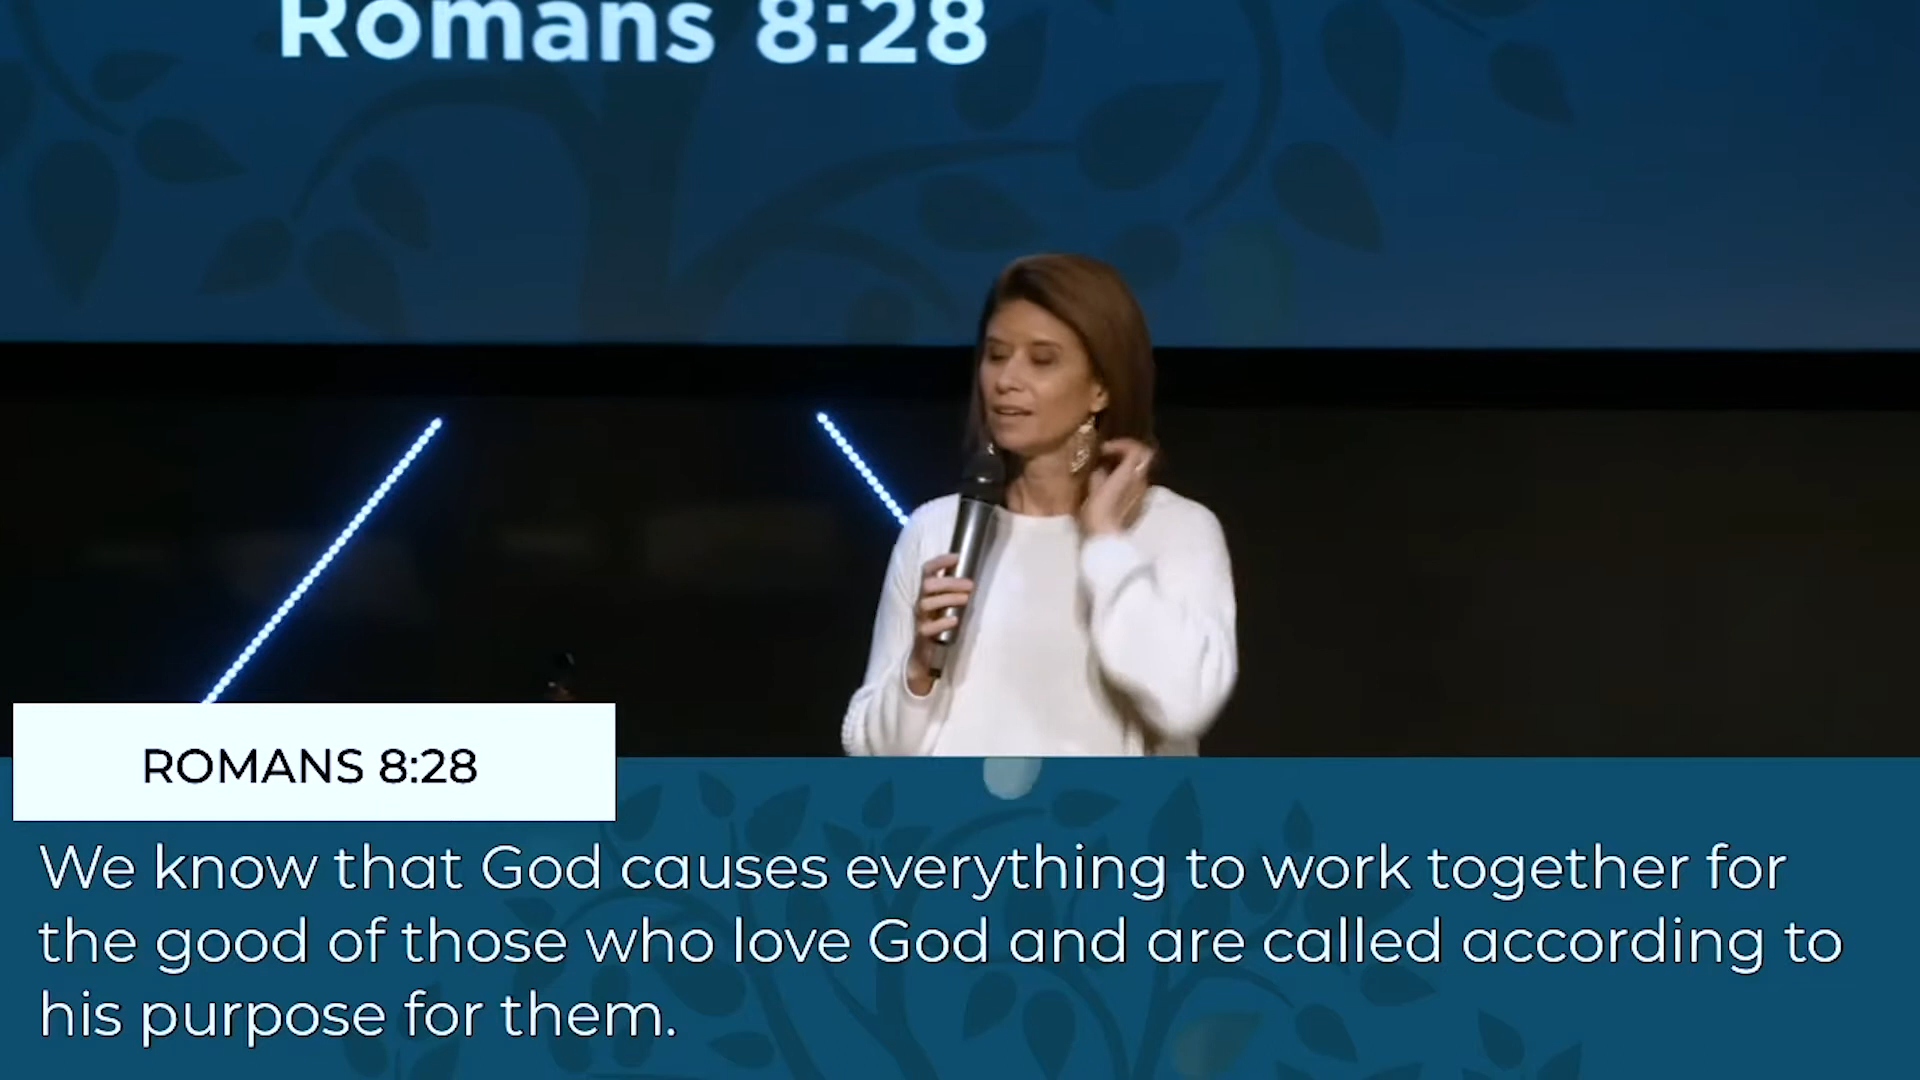 Romans 8:28
ROMANS 8:28
We know that God causes everything to work together for
the good of those who love God and are called according to
his purpose for them.